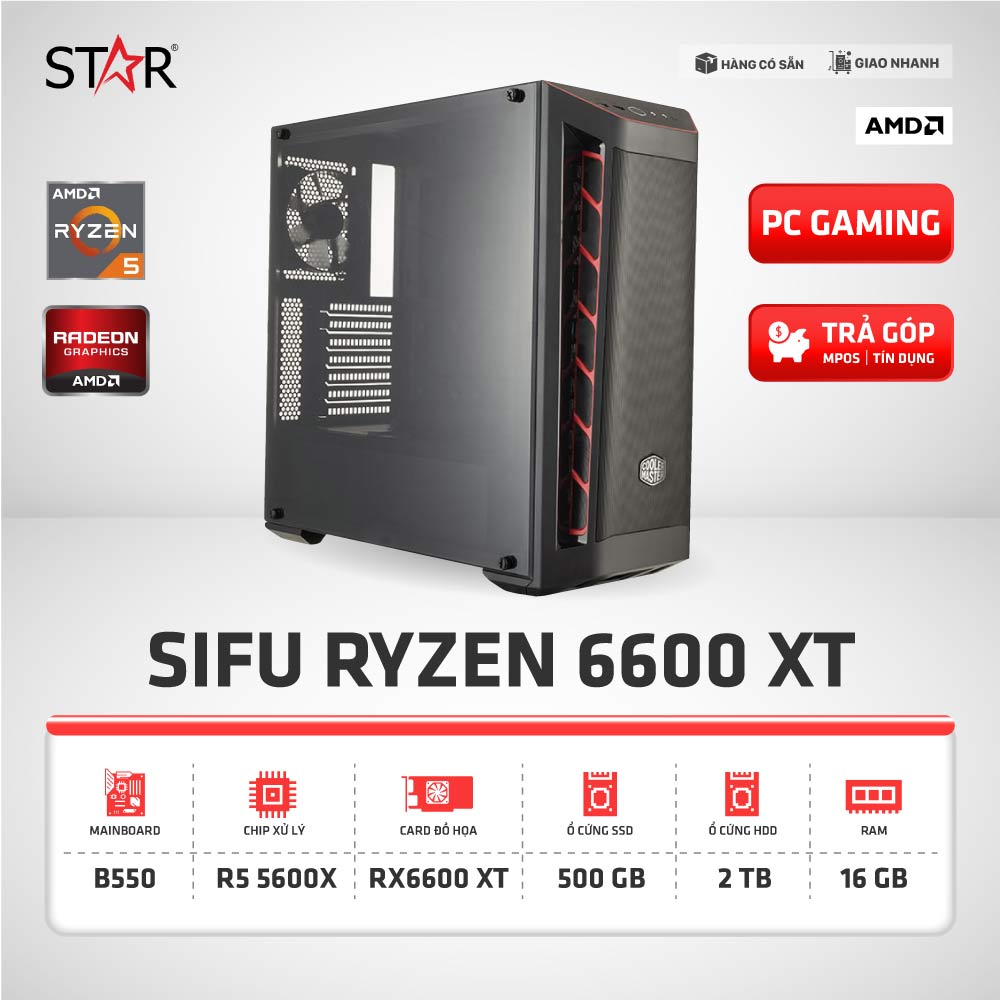 STAR®
HÀNG CÓ SẴN
GIAO NHANH
AMD
AMD
RYZEN
5
PC GAMING
RADEON
GRAPHICS
AMD
TRẢ GÓP
MPOS | TÍN DỤNG
COOLER
MASTER
SIFU RYZEN 6600 XT
MAINBOARD
CHIP XỬ LÝ
CARD ĐỒ HỌA
Ổ CỨNG SSD
Ổ CỨNG HDD
RAM
B550
R5 5600X
RX6600 XT
500 GB
2 TB
16 GB